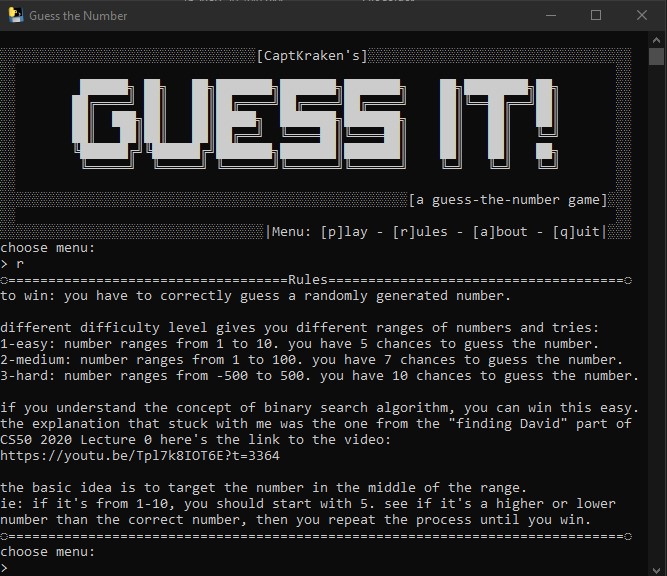 Guess the Number
[CaptKraken's]
GUESS IT!
[a guess-the-number game]
|Menu: [p]lay - [r]ules - [a]bout - [q]uit|
choose menu:
> r
○===================================Rules=====================================○
to win: you have to correctly guess a randomly generated number.
different difficulty level gives you different ranges of numbers and tries:
1-easy: number ranges from 1 to 10. you have 5 chances to guess the number.
2-medium: number ranges from 1 to 100. you have 7 chances to guess the number.
3-hard: number ranges from -500 to 500. you have 10 chances to guess the number.
if you understand the concept of binary search algorithm, you can win this easy.
the explanation that stuck with me was the one from the "finding David" part of
CS50 2020 Lecture 0 here's the link to the video:
https://youtu.be/Tpl7k8IOT6E?t=3364
the basic idea is to target the number in the middle of the range.
ie: if it's from 1-10, you should start with 5. see if it's a higher or lower
number than the correct number, then you repeat the process until you win.
○=============================================================================○
choose menu:
>